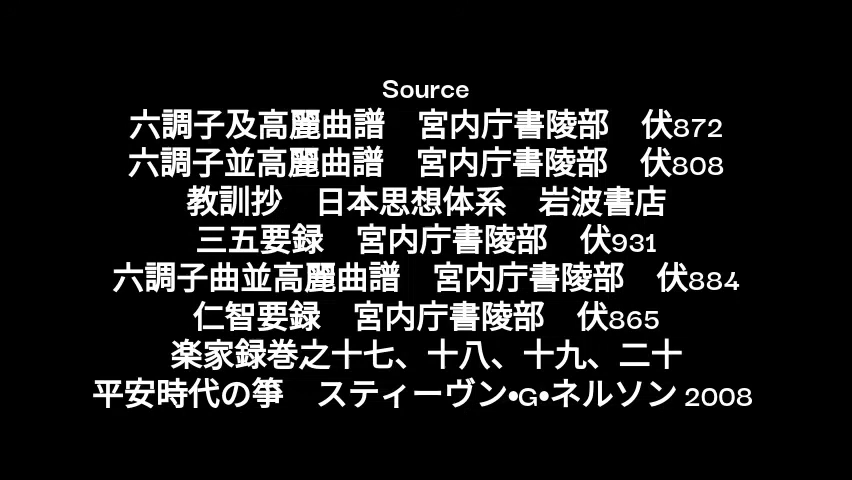 Source
六調子及高麗曲譜　宮内庁書陵部　伏872
六調子並高麗曲譜　宮内庁書陵部　伏808
教訓抄　日本思想体系　岩波書店
三五要録　宮内庁書陵部　伏931
六調子曲並高麗曲譜　宮内庁書陵部　伏884
仁智要録　宮内庁書陵部　伏865
楽家録巻之十七、十八、十九、二十
平安時代の箏　スティーヴン•G•ネルソン 2008